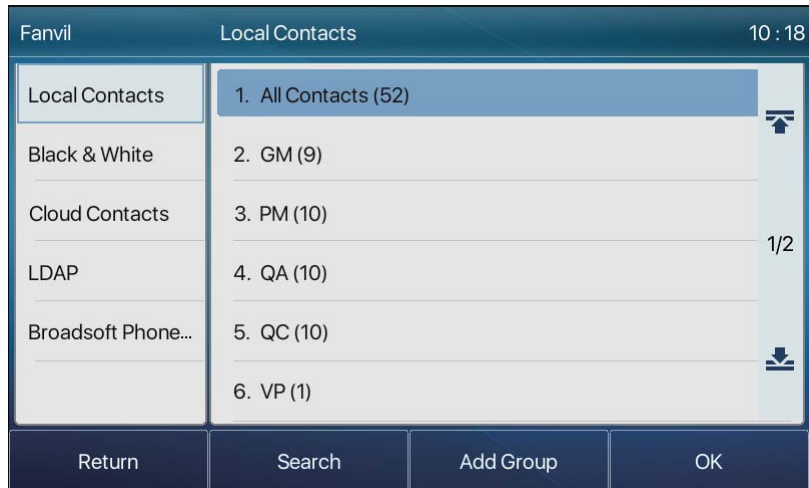 Fanvil Local Contacts 10 : 18
Local Contacts
Black & White
Cloud Contacts
LDAP
Broadsoft Phone...
1. All Contacts (52)
2. GM (9)
3. PM (10)
4. QA (10)
5. QC (10)
6. VP (1)
1/2
Return Search Add Group OK